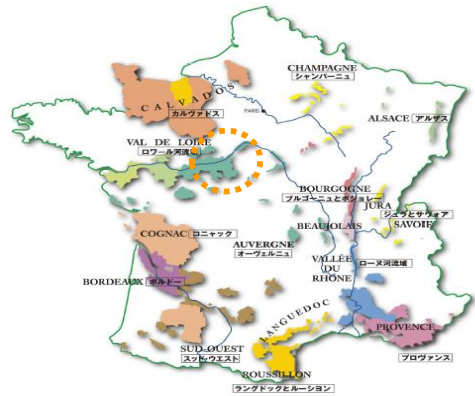 CHAMPAGNE
シャンパーニュ
CALVADOS
カルヴァドス
PARIS
ALSACE
アルザス
VAL DE LOIRE
ロワール河流域
BOURGOGNE
ブルゴーニュとボジョレー
JURA
ジュラとサヴォア
BEAUJOLAIS
SAVOIE
COGNAC
コニャック
AUVERGNE
オーヴェルニュ
VALLÉE
DU
RHÔNE
ローヌ河流域
BORDEAUX
ボルドー
LANGUEDOC
PROVENCE
プロヴァンス
SUD-OUEST
スッド・ウエスト
ROUSSILLON
ラングドックとルーション